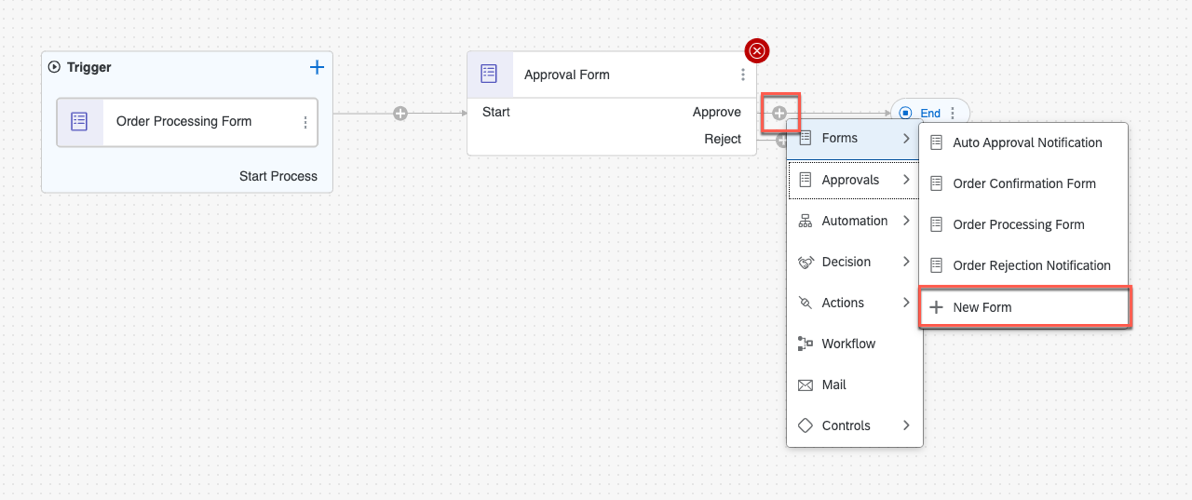 Trigger
Order Processing Form
Start Process
Approval Form
Start
Approve
Reject
End
Forms
Approvals
Automation
Decision
Actions
Workflow
Mail
Controls
Auto Approval Notification
Order Confirmation Form
Order Processing Form
Order Rejection Notification
New Form